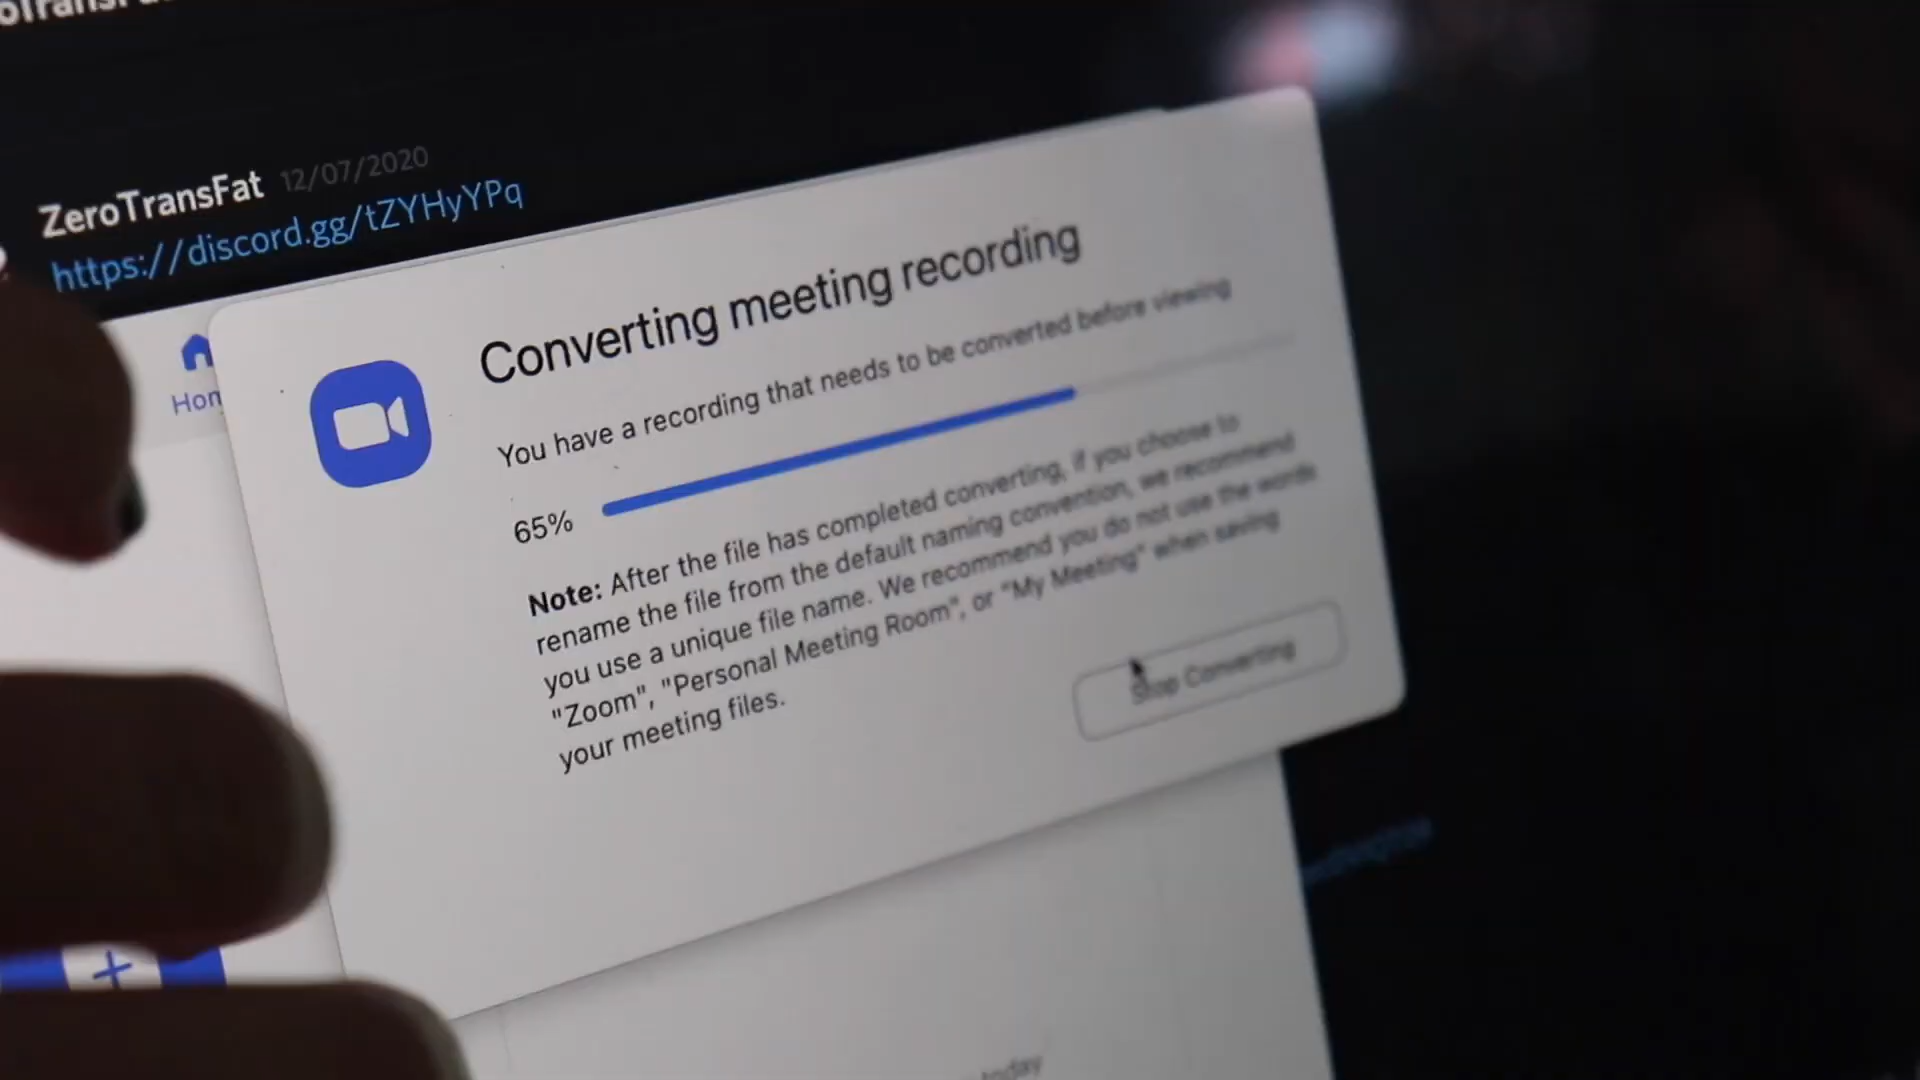 ZeroTransFat 12/07/2020
https://discord.gg/tZYHyYPq
Converting meeting recording
You have a recording that needs to be converted before viewing
65%
Note: After the file has completed converting, if you choose to
rename the file from the default naming convention, we recommend
you use a unique file name. We recommend you do not use the words
"Zoom", "Personal Meeting Room", or "My Meeting" when saving
your meeting files.
Stop Converting
today